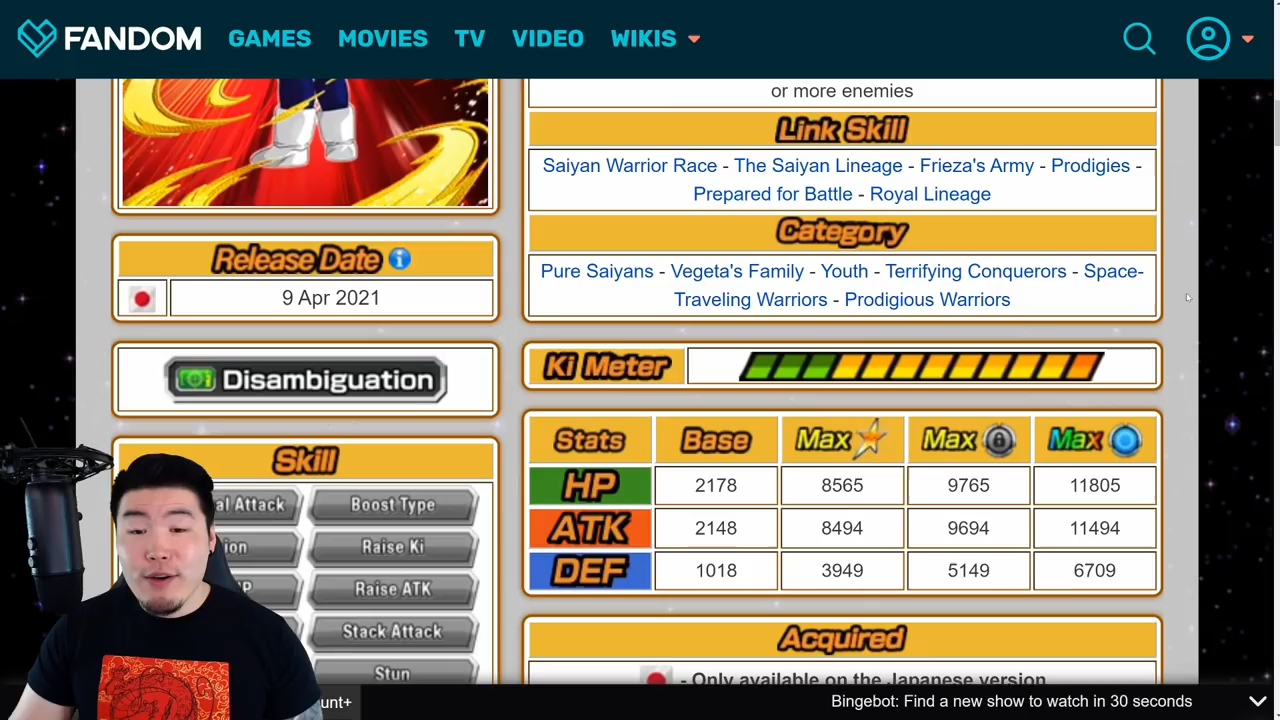 FANDOM GAMES MOVIES TV VIDEO WIKIS
or more enemies
Link Skill
Saiyan Warrior Race - The Saiyan Lineage - Frieza's Army - Prodigies -
Prepared for Battle - Royal Lineage
Category
Pure Saiyans - Vegeta's Family - Youth - Terrifying Conquerors - Space-
Traveling Warriors - Prodigious Warriors
Release Date i
9 Apr 2021
Disambiguation
Ki Meter
Stats Base Max Max Max
HP 2178 8565 9765 11805
ATK 2148 8494 9694 11494
DEF 1018 3949 5149 6709
Skill
al Attack Boost Type
ion Raise Ki
P Raise ATK
Stack Attack
Stun
Acquired
- Only available on the Japanese version
unt+
Bingebot: Find a new show to watch in 30 seconds